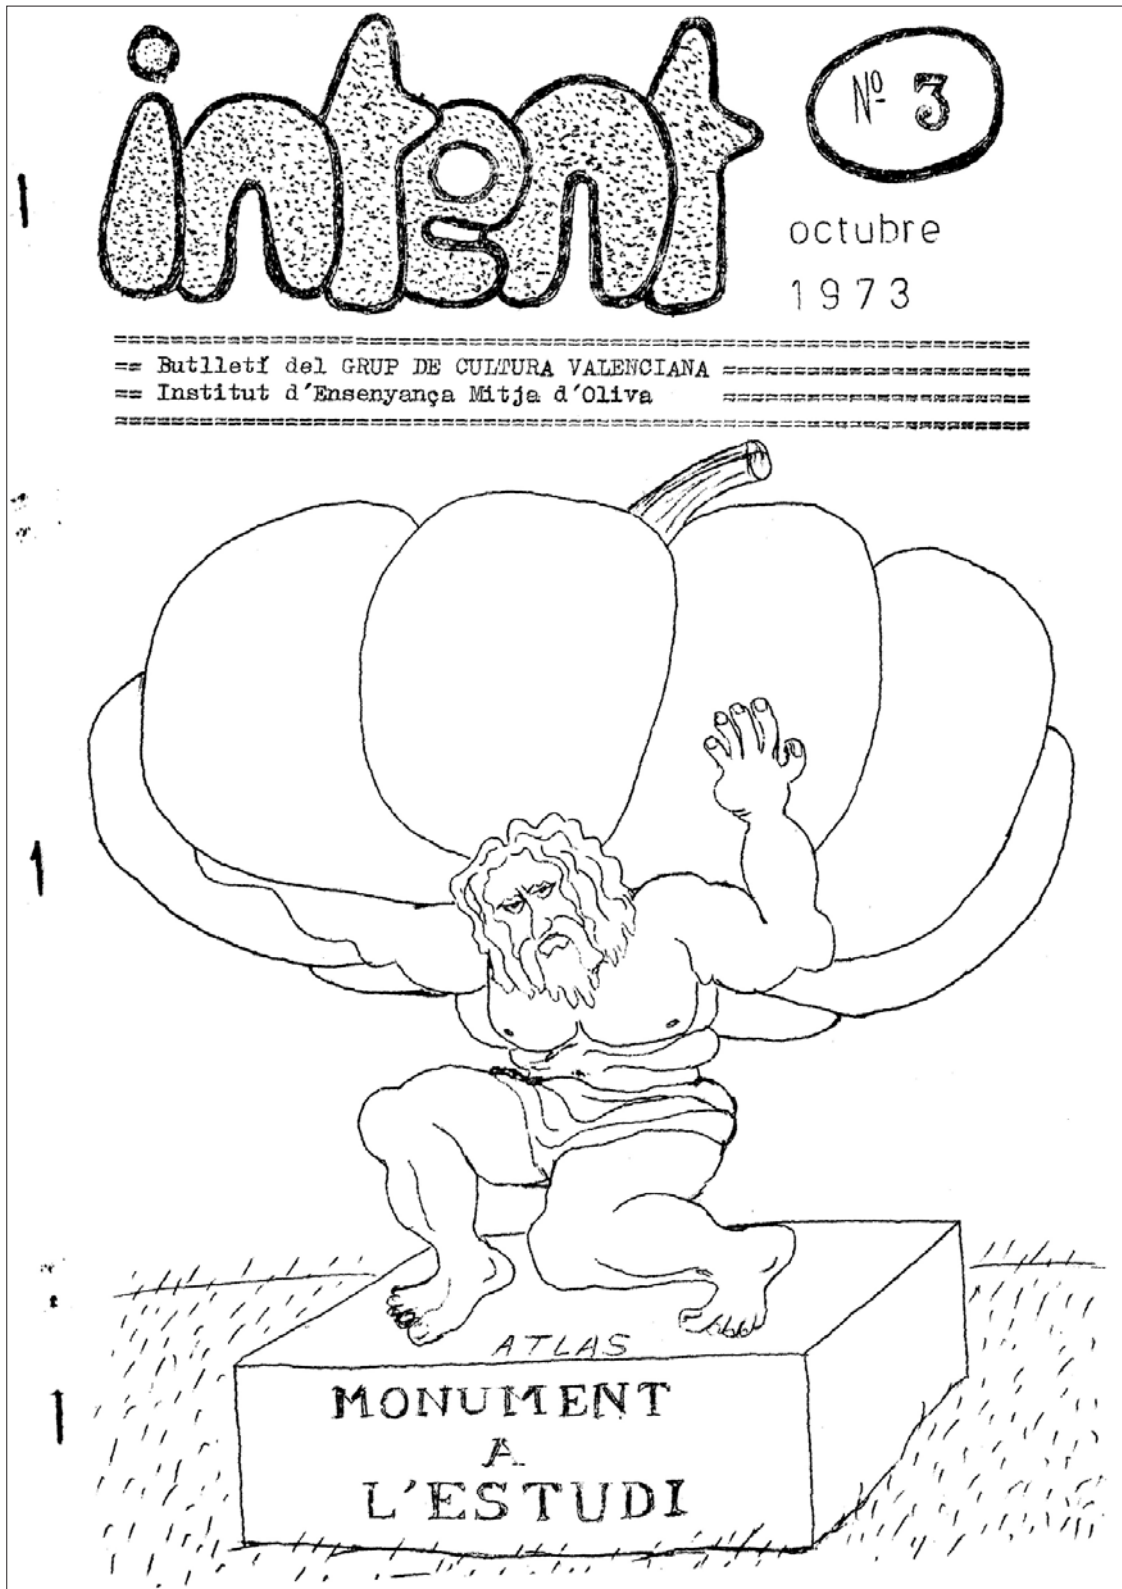 intent
Nº 3
octubre
1973
==================================================================
== Butlletí del GRUP DE CULTURA VALENCIANA ======================
== Institut d'Ensenyança Mitja d'Oliva ======================
==================================================================
ATLAS
MONUMENT
A
L'ESTUDI